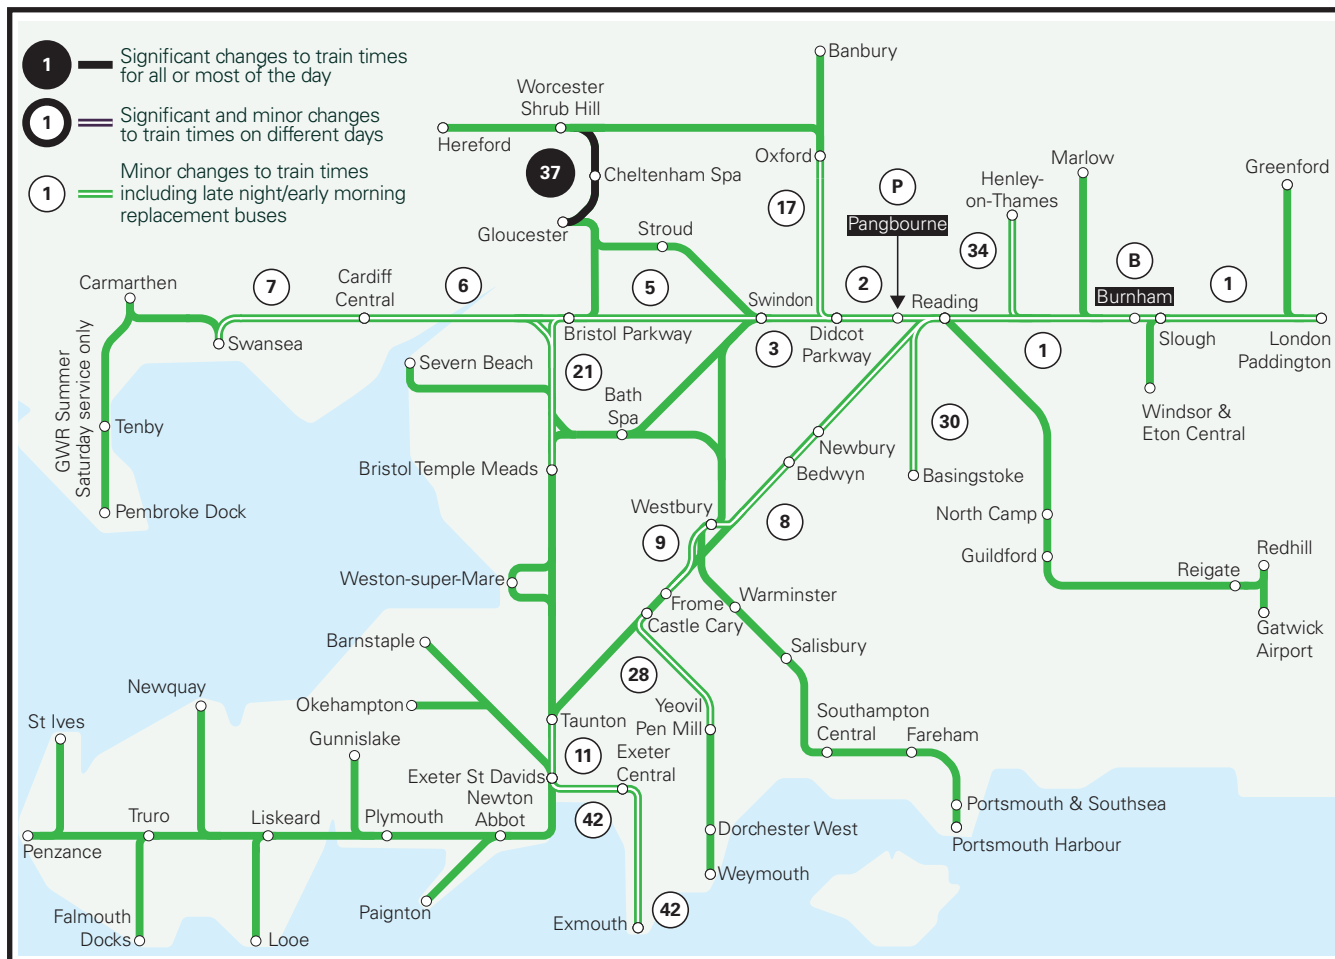 1
Significant changes to train times
for all or most of the day
1
Significant and minor changes
to train times on different days
1
Minor changes to train times
including late night/early morning
replacement buses
Banbury
Worcester
Shrub Hill
Hereford
Oxford
37
Cheltenham Spa
17
P
Pangbourne
Henley-
on-Thames
Marlow
Greenford
Gloucester
Stroud
34
B
Burnham
1
Carmarthen
7
Cardiff
Central
6
5
Swindon
2
Reading
Swansea
Bristol Parkway
3
Didcot
Parkway
1
Slough
London
Paddington
GWR Summer
Saturday service only
Severn Beach
21
Bath
Spa
Windsor &
Eton Central
Tenby
Newbury
30
Bristol Temple Meads
Bedwyn
Basingstoke
Pembroke Dock
Westbury
8
North Camp
9
Guildford
Redhill
Reigate
Weston-super-Mare
Frome
Warminster
Castle Cary
Gatwick
Airport
Barnstaple
Salisbury
28
Newquay
Okehampton
Yeovil
Pen Mill
St Ives
Taunton
Southampton
Central
Fareham
Gunnislake
11
Exeter
Central
Exeter St Davids
Newton
Abbot
Portsmouth & Southsea
Truro
Liskeard
Plymouth
42
Dorchester West
Penzance
Portsmouth Harbour
Weymouth
Falmouth
Docks
Looe
Paignton
Exmouth
42